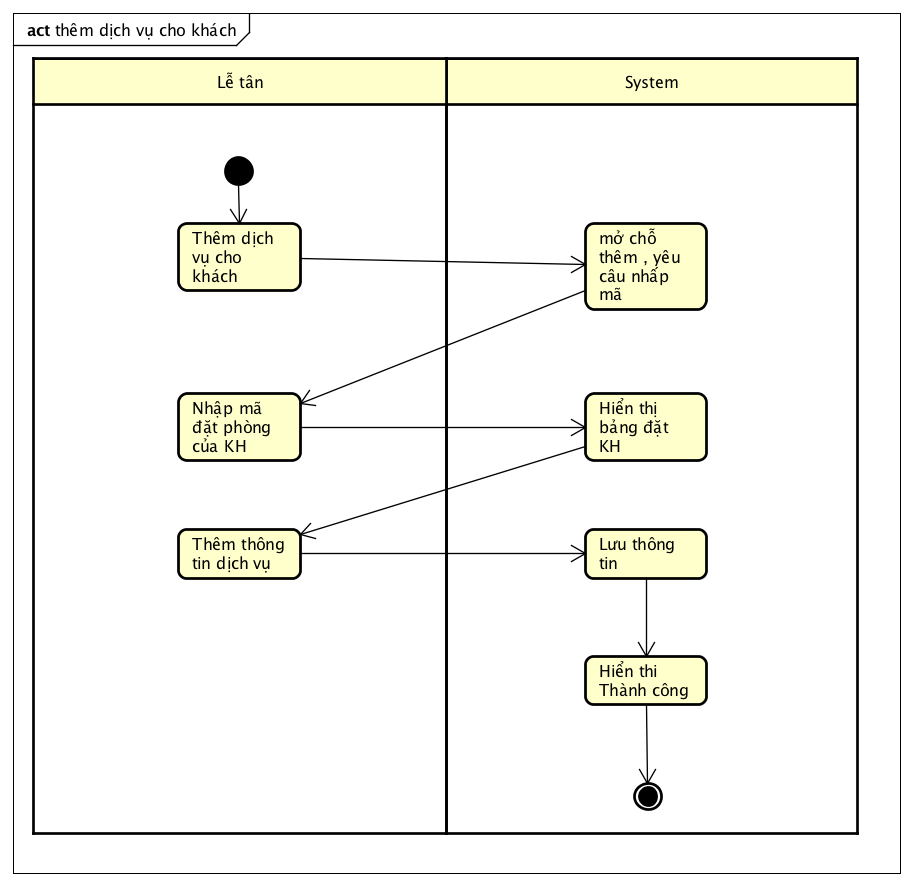 act thêm dịch vụ cho khách
Lễ tân
System
Thêm dịch
vụ cho
khách
mở chỗ
thêm , yêu
câu nhấp
mã
Nhập mã
đặt phòng
của KH
Hiển thị
bảng đặt
KH
Thêm thông
tin dịch vụ
Lưu thông
tin
Hiển thi
Thành công